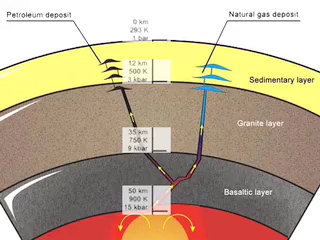 Petroleum deposit
Natural gas deposit
0 km
293 K
1 bar
12 km
500 K
3 kbar
Sedimentary layer
Granite layer
35 km
750 K
9 kbar
50 km
900 K
15 kbar
Basaltic layer